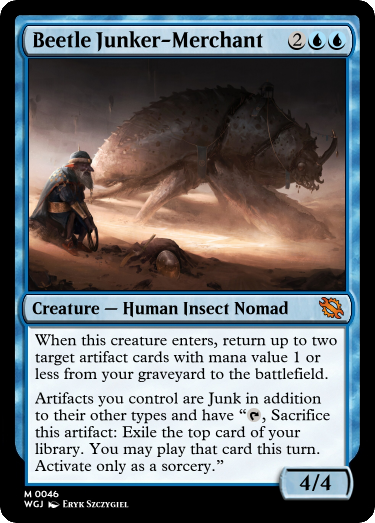 Beetle Junker-Merchant 2
Creature — Human Insect Nomad
When this creature enters, return up to two
target artifact cards with mana value 1 or
less from your graveyard to the battlefield.
Artifacts you control are Junk in addition
to their other types and have “, Sacrifice
this artifact: Exile the top card of your
library. You may play that card this turn.
Activate only as a sorcery.”
4/4
M 0046
WGJ Eryk Szczygiel